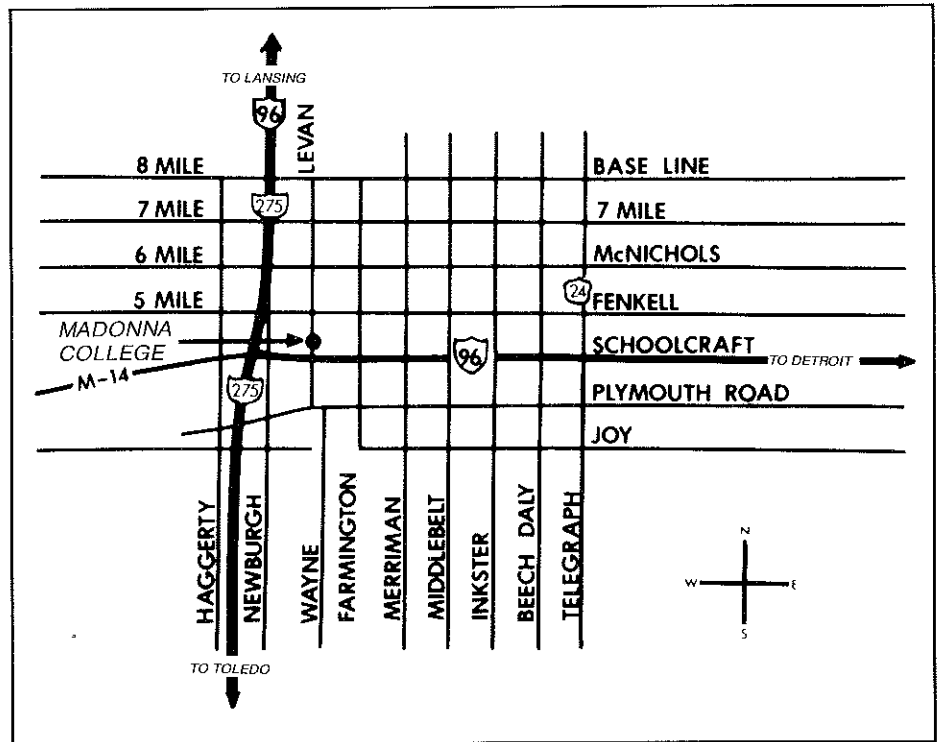 TO LANSING
96
LEVAN
8 MILE
BASE LINE
275
7 MILE
7 MILE
6 MILE
McNICHOLS
24
5 MILE
FENKELL
MADONNA
COLLEGE
SCHOOLCRAFT
96
TO DETROIT
M-14
275
PLYMOUTH ROAD
JOY
HAGGERTY
NEWBURGH
WAYNE
FARMINGTON
MERRIMAN
MIDDLEBELT
INKSTER
BEECH DALY
TELEGRAPH
N
W
E
S
TO TOLEDO